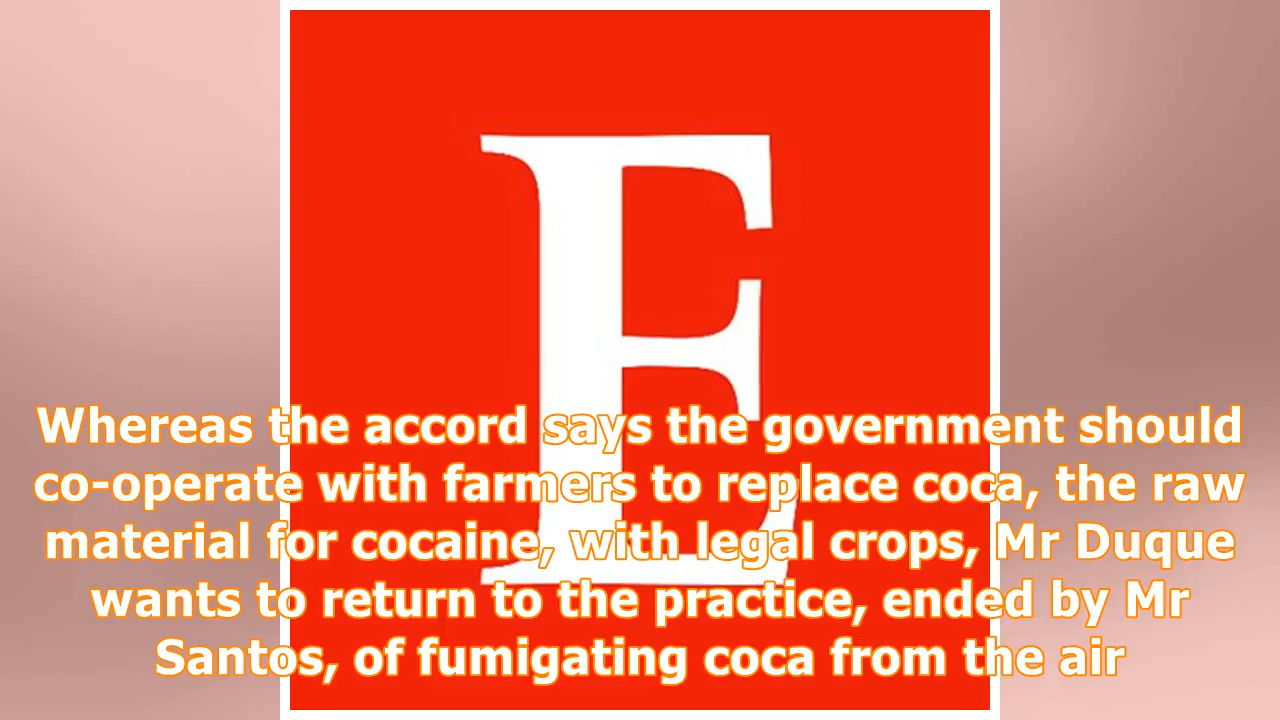 E
Whereas the accord says the government should
co-operate with farmers to replace coca, the raw
material for cocaine, with legal crops, Mr Duque
wants to return to the practice, ended by Mr
Santos, of fumigating coca from the air